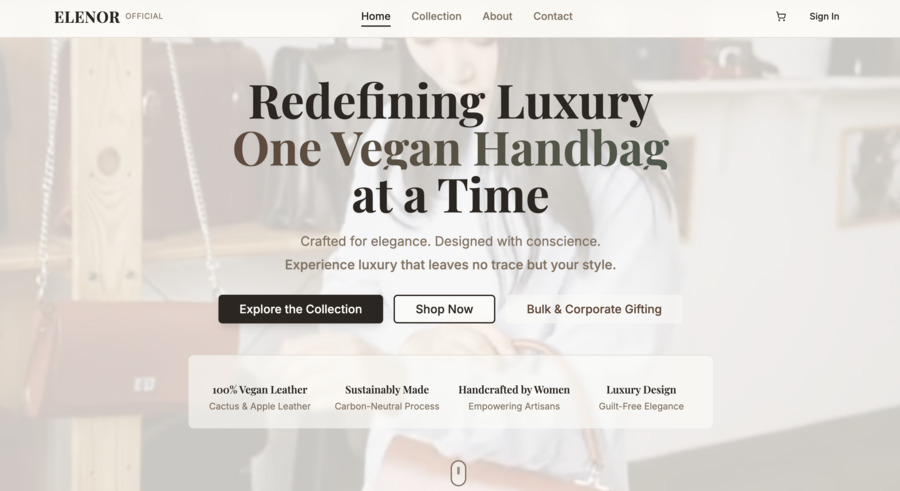 ELENOR OFFICIAL Home Collection About Contact Sign In
Redefining Luxury
One Vegan Handbag
at a Time
Crafted for elegance. Designed with conscience.
Experience luxury that leaves no trace but your style.
Explore the Collection Shop Now Bulk & Corporate Gifting
100% Vegan Leather Sustainably Made Handcrafted by Women Luxury Design
Cactus & Apple Leather Carbon-Neutral Process Empowering Artisans Guilt-Free Elegance